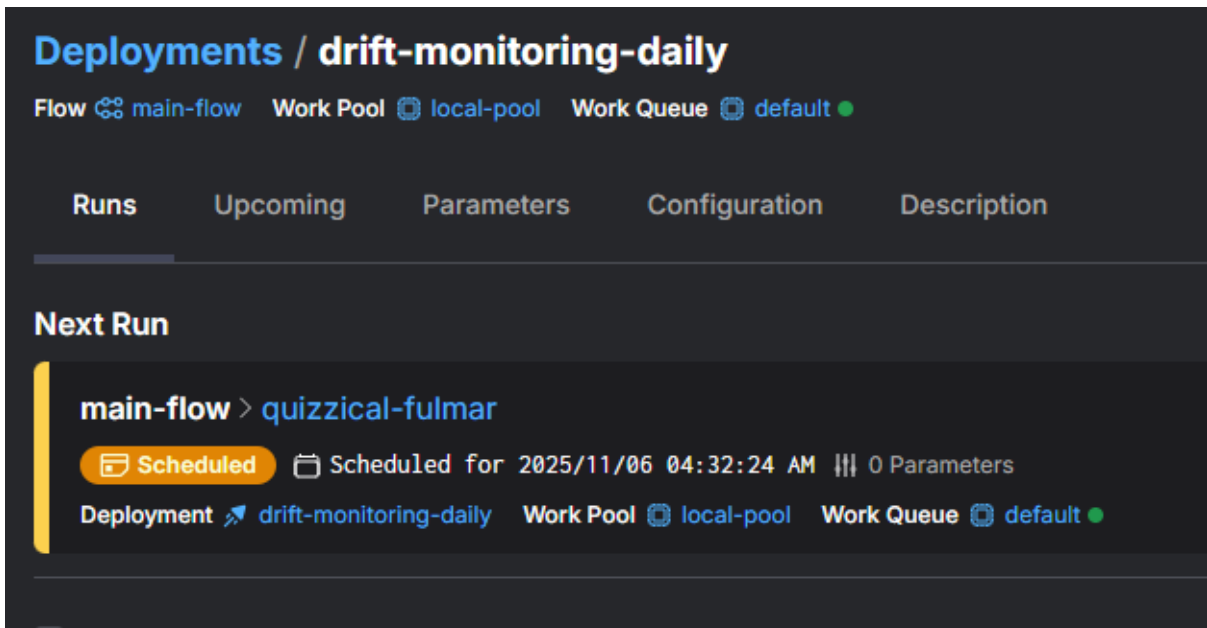 Deployments / drift-monitoring-daily
Flow main-flow Work Pool local-pool Work Queue default
Runs Upcoming Parameters Configuration Description
Next Run
main-flow > quizzical-fulmar
Scheduled Scheduled for 2025/11/06 04:32:24 AM 0 Parameters
Deployment drift-monitoring-daily Work Pool local-pool Work Queue default